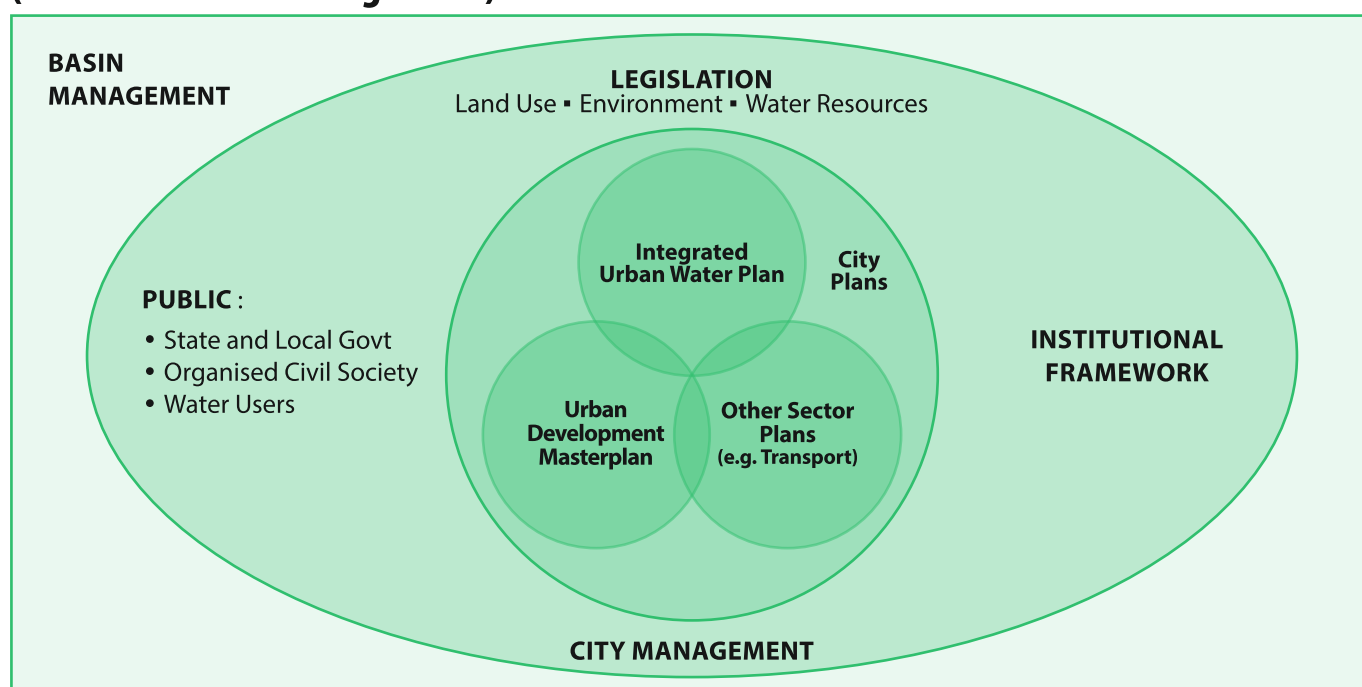 BASIN
MANAGEMENT
LEGISLATION
Land Use ▪ Environment ▪ Water Resources
Integrated
Urban Water Plan
City
Plans
PUBLIC :
• State and Local Govt
• Organised Civil Society
• Water Users
INSTITUTIONAL
FRAMEWORK
Urban
Development
Masterplan
Other Sector
Plans
(e.g. Transport)
CITY MANAGEMENT